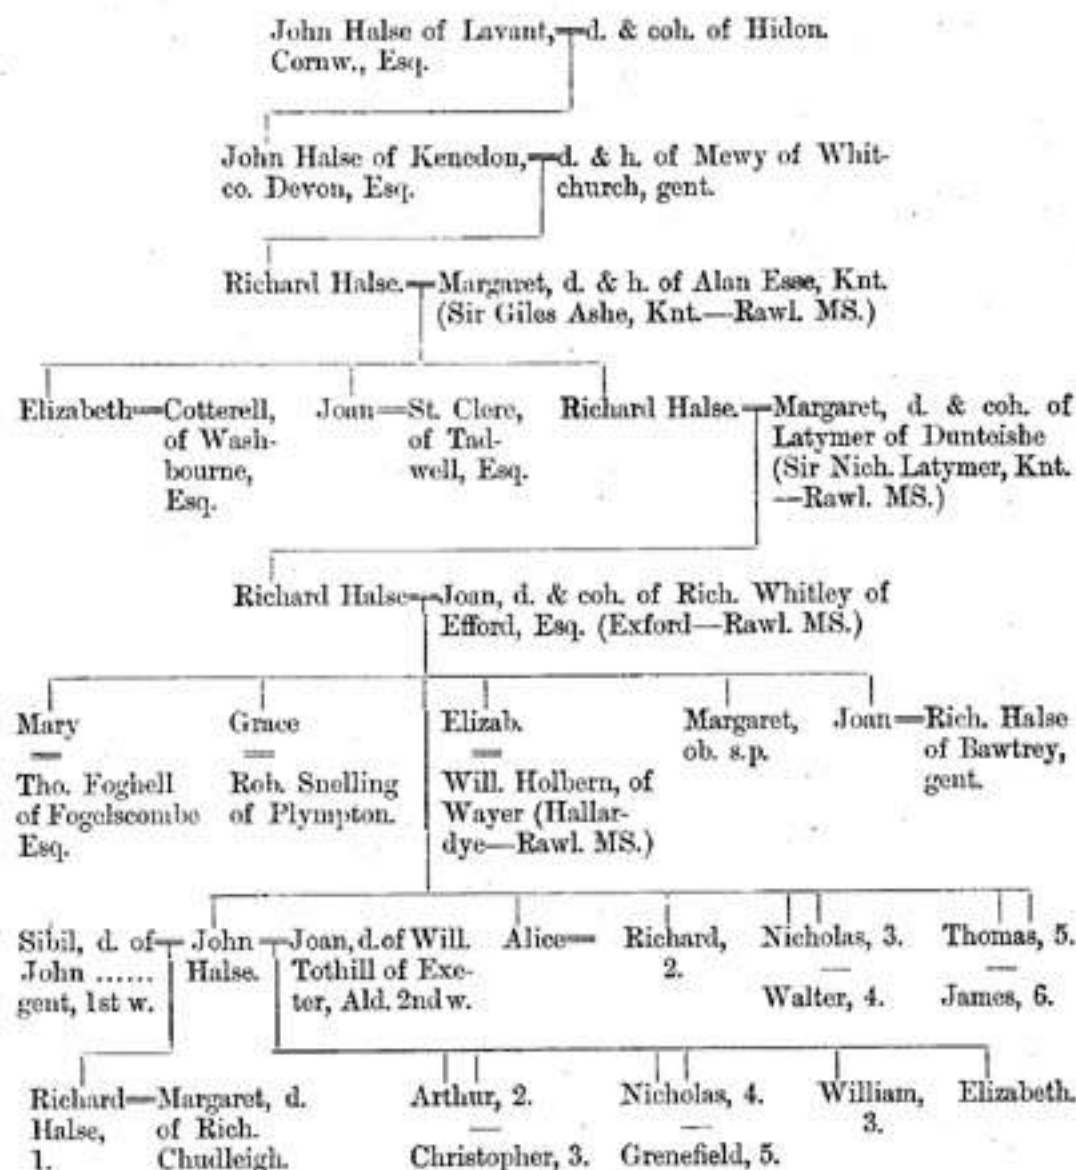 John Halse of Lavant, d. & coh. of Hidon.
Cornw., Esq.
John Halse of Kenedon, d. & h. of Mewy of Whit-
co. Devon, Esq. church, gent.
Richard Halse. Margaret, d. & h. of Alan Esse, Knt.
(Sir Giles Ashe, Knt.—Rawl. MS.)
Elizabeth=Cotterell, Joan=St. Clere, Richard Halse. Margaret, d. & coh. of
of Wash- of Tad- Latymer of Dunteishe
bourne, well, Esq. (Sir Nich. Latymer, Knt.
Esq. —Rawl. MS.)
Richard Halse Joan, d. & coh. of Rich. Whitley of
Efford, Esq. (Exford—Rawl. MS.)
Mary Grace Elizab. Margaret, Joan=Rich. Halse
= = = ob. s.p. of Bawtrey,
Tho. Foghell Rob. Snelling Will. Holbern, of gent.
of Fogelscombe of Plympton. Wayer (Hallar-
Esq. dye—Rawl. MS.)
Sibil, d. of John Joan, d. of Will. Alice= Richard, Nicholas, 3. Thomas, 5.
John ...... Halse. Tothill of Exe- 2. — —
gent, 1st w. ter, Ald. 2nd w. Walter, 4. James, 6.
Richard=Margaret, d. Arthur, 2. Nicholas, 4. William, Elizabeth.
Halse, of Rich. — — 3.
1. Chudleigh. Christopher, 3. Grenefield, 5.